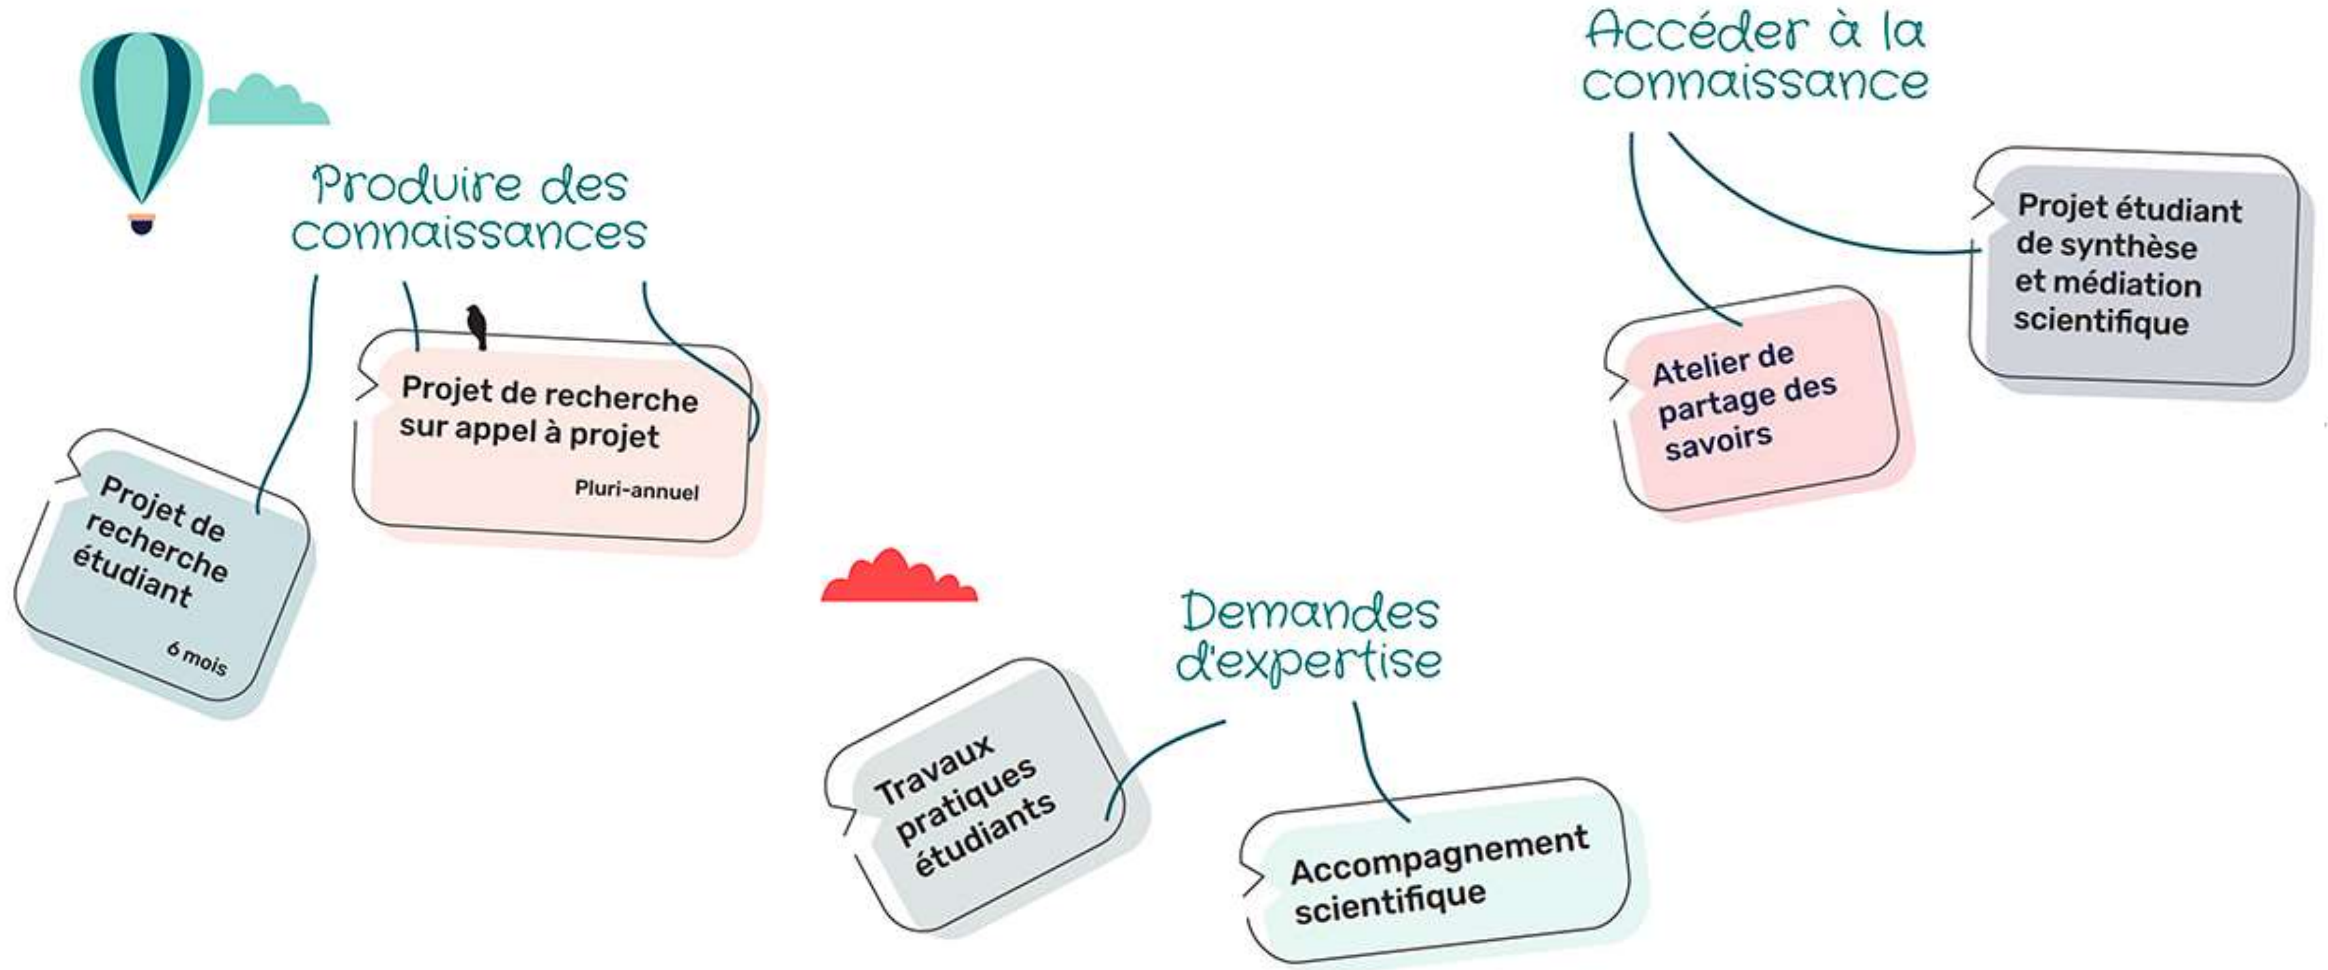 Produire des
connaissances
Projet de
recherche
étudiant
6 mois
Projet de recherche
sur appel à projet
Pluri-annuel
Demandes
d'expertise
Travaux
pratiques
étudiants
Accompagnement
scientifique
Accéder à la
connaissance
Atelier de
partage des
savoirs
Projet étudiant
de synthèse
et médiation
scientifique